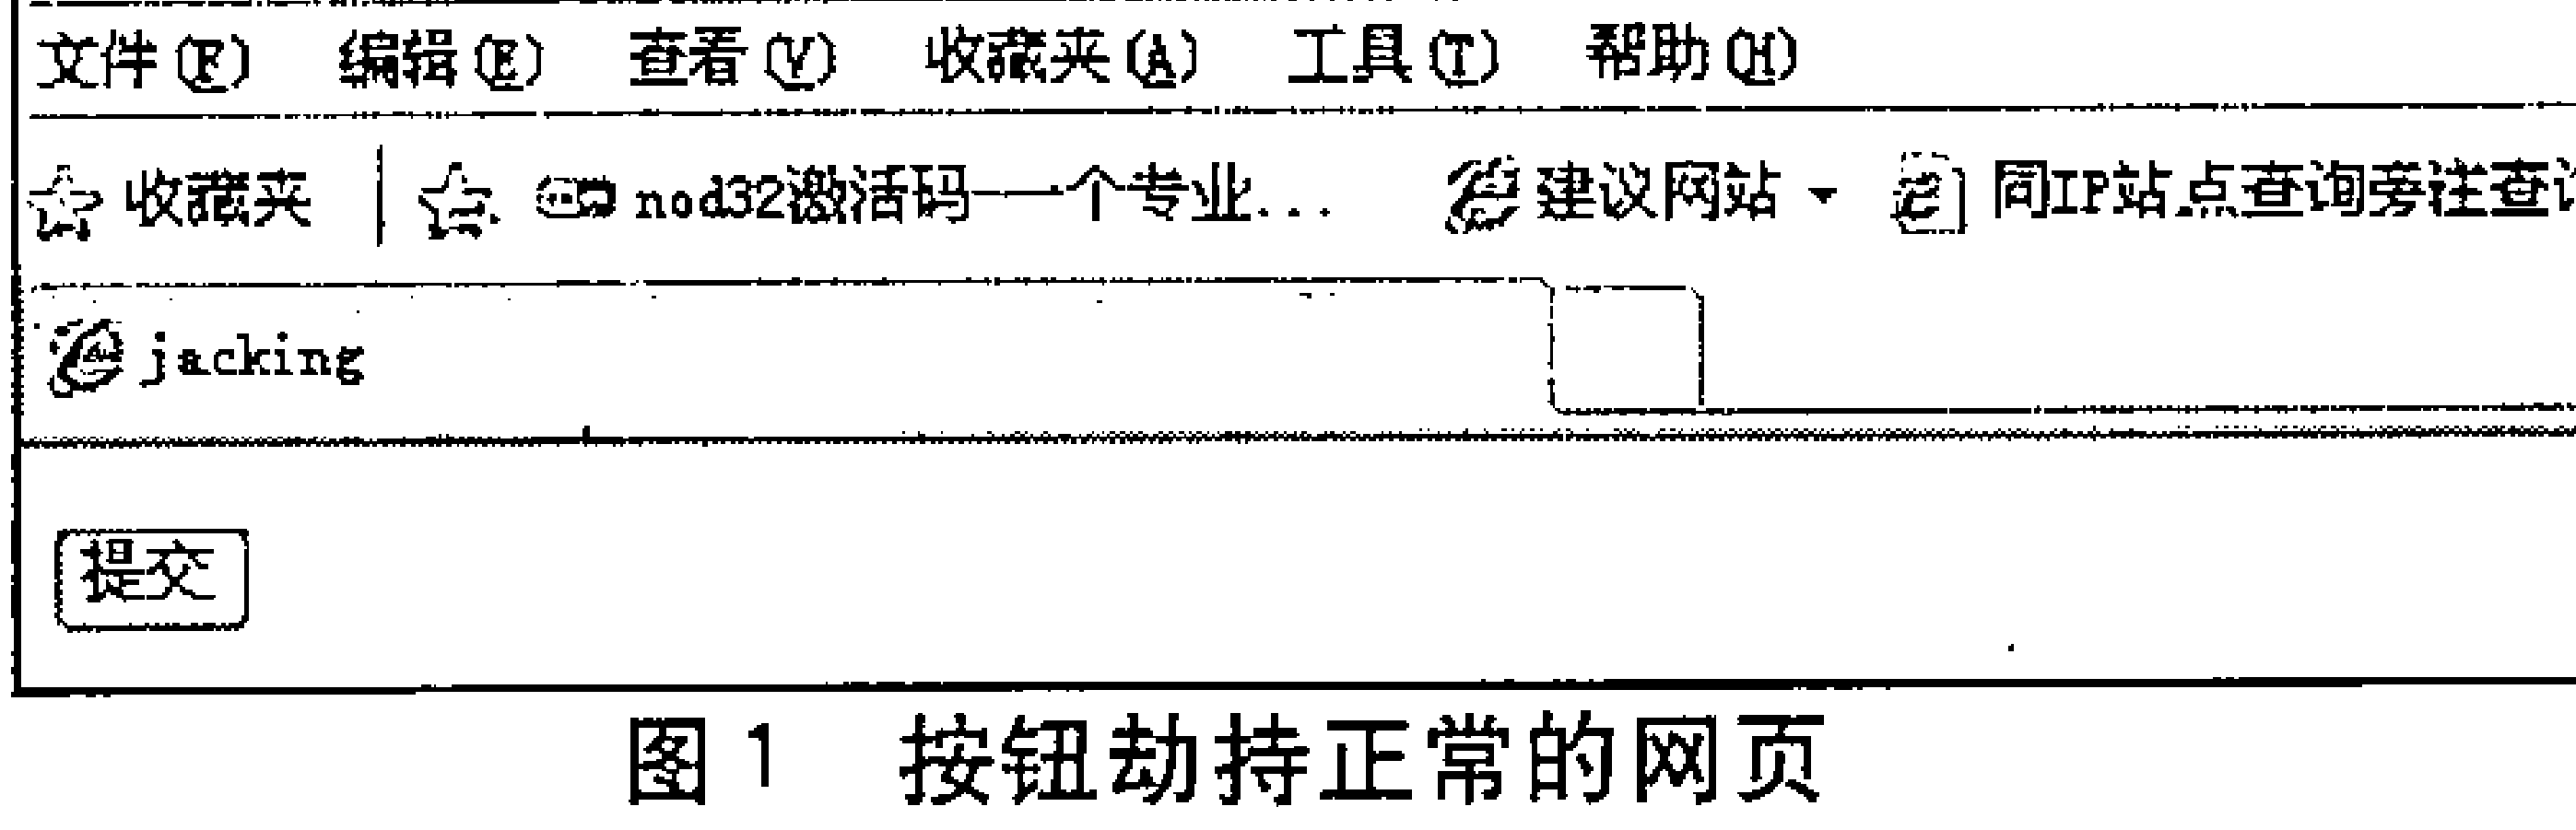 文件(F) 编辑(E) 查看(V) 收藏夹(A) 工具(T) 帮助(H)
收藏夹 nod32激活码——个专业... 建议网站 同IP站点查询旁注查询
jacking
提交
图1 按钮劫持正常的网页